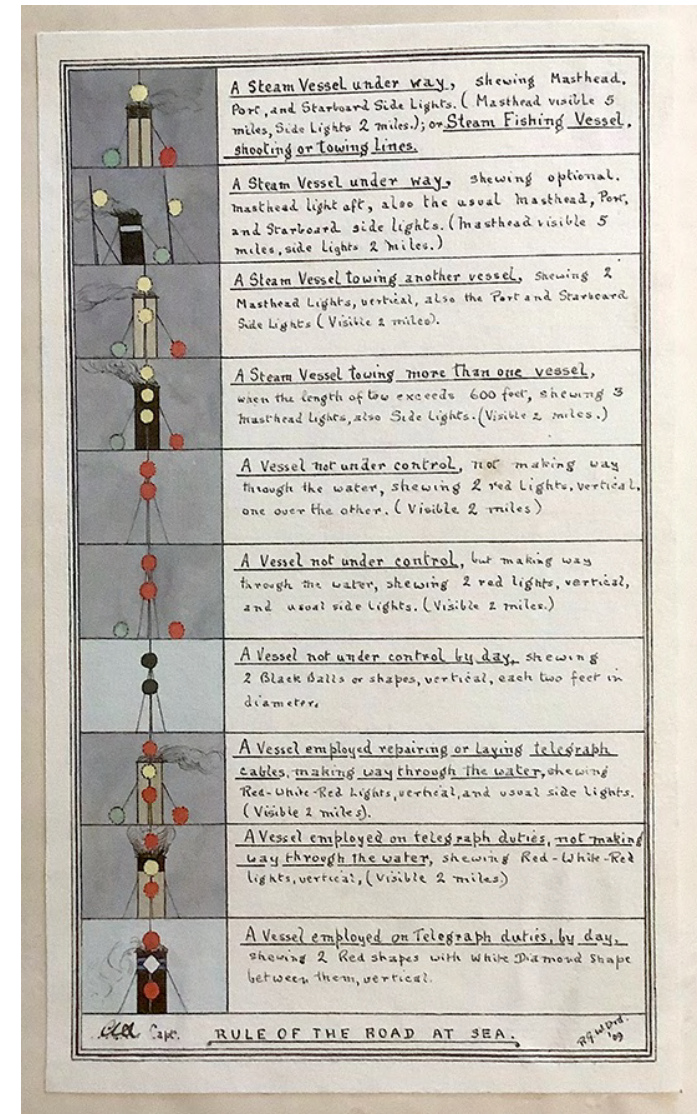 A Steam Vessel under way, shewing Masthead,
Port, and Starboard Side Lights. ( Masthead visible 5
miles, Side Lights 2 miles.); or Steam Fishing Vessel,
shooting or towing lines.
A Steam Vessel under way, shewing optional.
masthead light aft, also the usual Masthead, Port,
and Starboard side lights. (Masthead visible 5
miles, side Lights 2 miles.)
A Steam Vessel towing another vessel, shewing 2
Masthead Lights, vertical, also the Port and Starboard
Side Lights ( Visible 2 miles).
A Steam Vessel towing more than one vessel,
when the length of tow exceeds 600 feet, shewing 3
Masthead Lights, also Side Lights. (Visible 2 miles.)
A Vessel not under control, not making way
through the water, shewing 2 red Lights, vertical,
one over the other. ( Visible 2 miles)
A Vessel not under control, but making way
through the water, shewing 2 red lights, vertical,
and usual side lights. (Visible 2 miles.)
A Vessel not under control by day, shewing
2 Black Balls or shapes, vertical, each two feet in
diameter.
A Vessel employed repairing or Laying telegraph
cables, making way through the water, shewing
Red-White-Red Lights, vertical, and usual side lights.
(Visible 2 miles).
A Vessel employed on telegraph duties, not making
way through the water, shewing Red-White-Red
lights, vertical, (Visible 2 miles)
A Vessel employed on Telegraph duties, by day,
shewing 2 Red shapes with White Diamond Shape
between them, vertical.
Capt. RULE OF THE ROAD AT SEA. '09